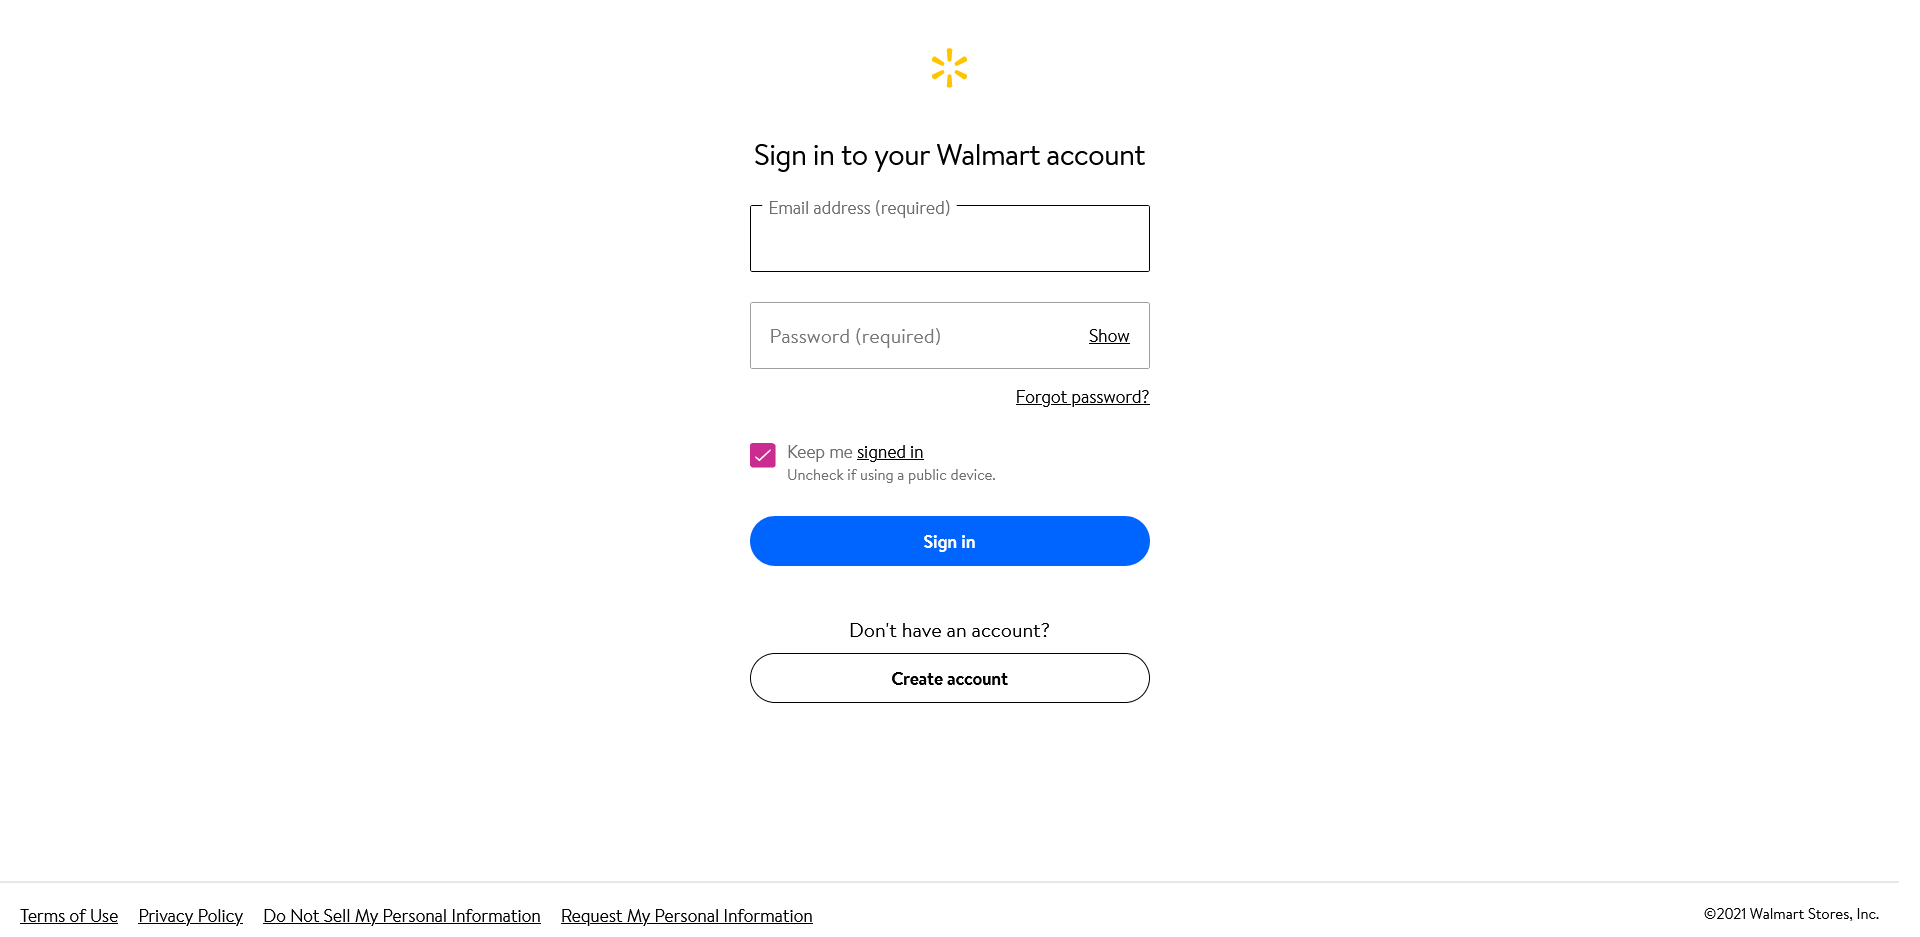 Sign in to your Walmart account
Email address (required)
Password (required) Show
Forgot password?
Keep me signed in
Uncheck if using a public device.
Sign in
Don't have an account?
Create account
Terms of Use Privacy Policy Do Not Sell My Personal Information Request My Personal Information ©2021 Walmart Stores, Inc.